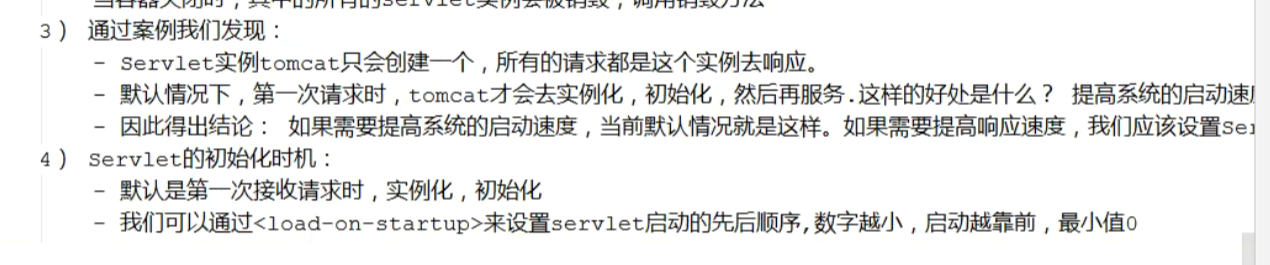 当容器关闭时，其中的所有的servlet实例会被销毁，调用销毁方法
3） 通过案例我们发现：
- Servlet实例tomcat只会创建一个，所有的请求都是这个实例去响应。
- 默认情况下，第一次请求时，tomcat才会去实例化，初始化，然后再服务.这样的好处是什么？ 提高系统的启动速
- 因此得出结论： 如果需要提高系统的启动速度，当前默认情况就是这样。如果需要提高响应速度，我们应该设置Ser
4） Servlet的初始化时机：
- 默认是第一次接收请求时，实例化，初始化
- 我们可以通过<load-on-startup>来设置servlet启动的先后顺序,数字越小，启动越靠前，最小值0